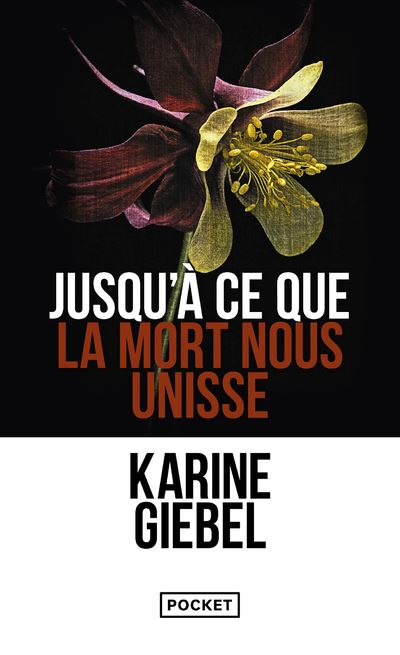 JUSQU'À CE QUE
LA MORT NOUS
UNISSE
KARINE
GIEBEL
POCKET